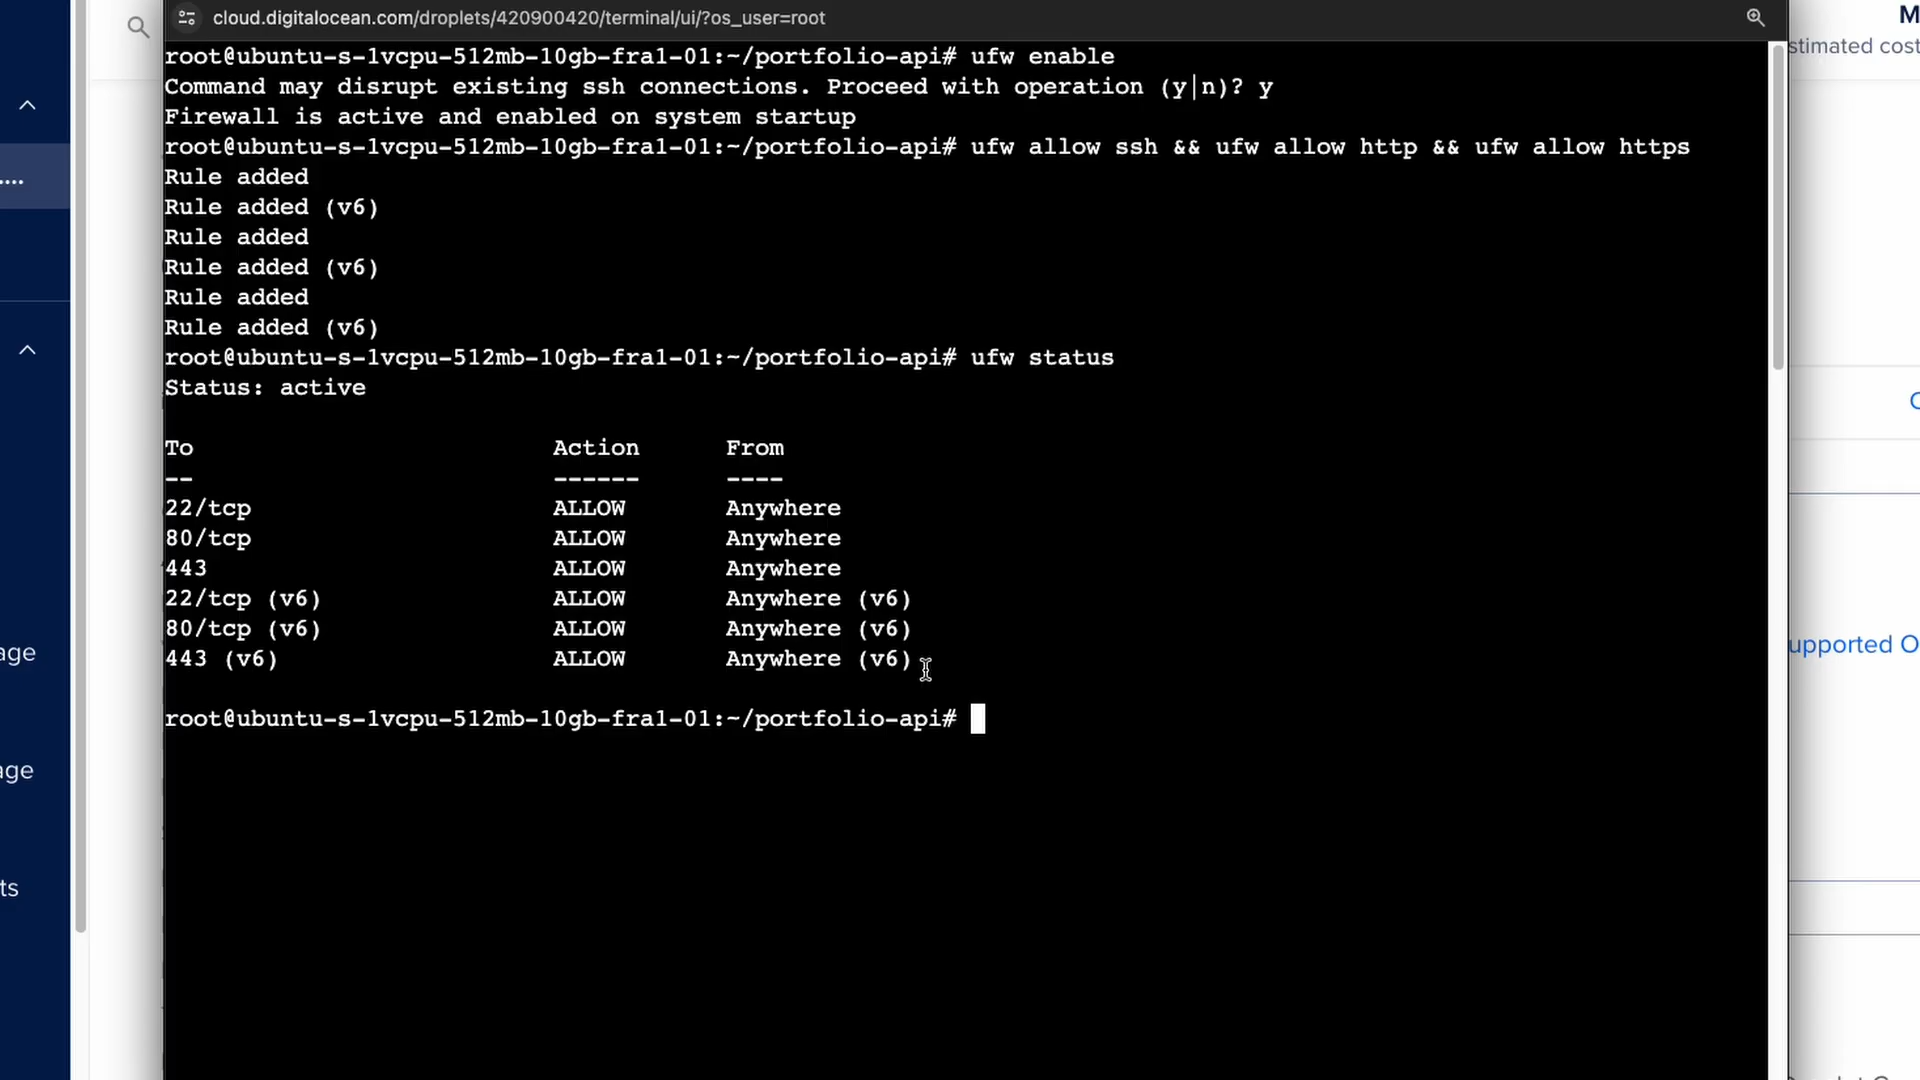 cloud.digitalocean.com/droplets/420900420/terminal/ui/?os_user=root
root@ubuntu-s-1vcpu-512mb-10gb-fra1-01:~/portfolio-api# ufw enable
Command may disrupt existing ssh connections. Proceed with operation (y|n)? y
Firewall is active and enabled on system startup
root@ubuntu-s-1vcpu-512mb-10gb-fra1-01:~/portfolio-api# ufw allow ssh && ufw allow http && ufw allow https
Rule added
Rule added (v6)
Rule added
Rule added (v6)
Rule added
Rule added (v6)
root@ubuntu-s-1vcpu-512mb-10gb-fra1-01:~/portfolio-api# ufw status
Status: active
To Action From
-- ------ ----
22/tcp ALLOW Anywhere
80/tcp ALLOW Anywhere
443 ALLOW Anywhere
22/tcp (v6) ALLOW Anywhere (v6)
80/tcp (v6) ALLOW Anywhere (v6)
443 (v6) ALLOW Anywhere (v6)
root@ubuntu-s-1vcpu-512mb-10gb-fra1-01:~/portfolio-api#
....
age
age
ts
M
stimated cost
upported O